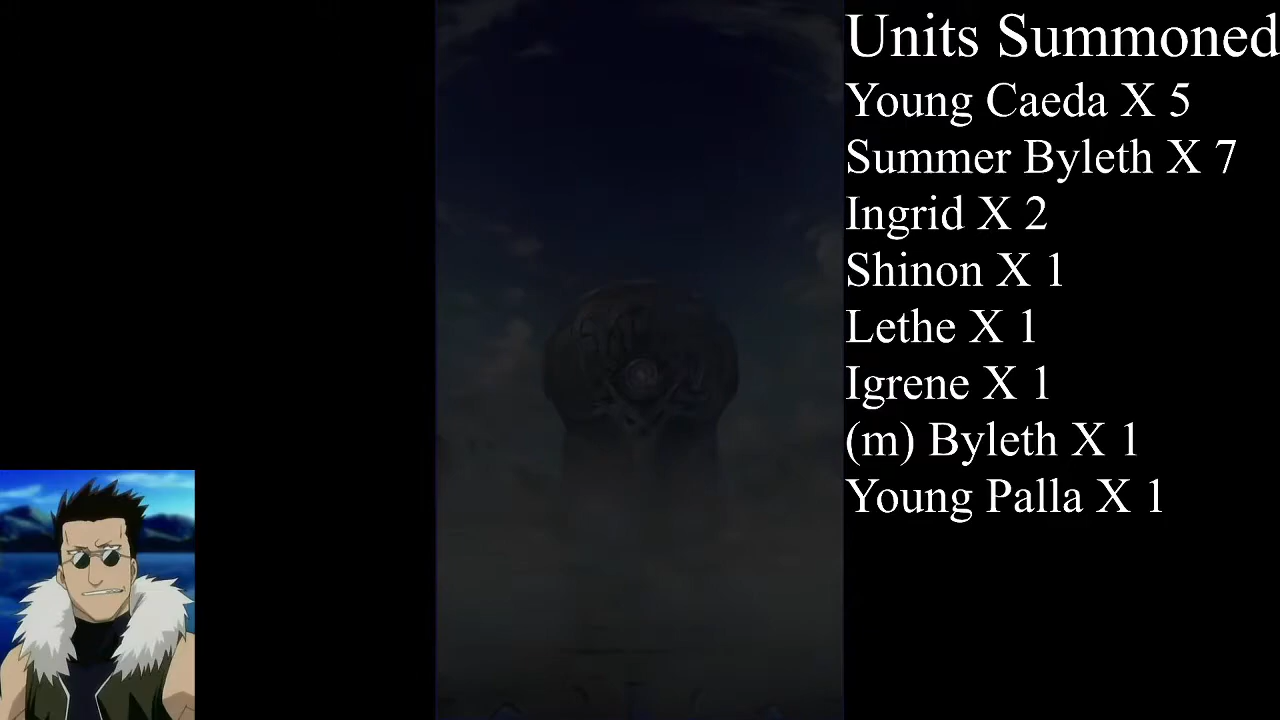 Units Summoned
Young Caeda X 5
Summer Byleth X 7
Ingrid X 2
Shinon X 1
Lethe X 1
Igrene X 1
(m) Byleth X 1
Young Palla X 1